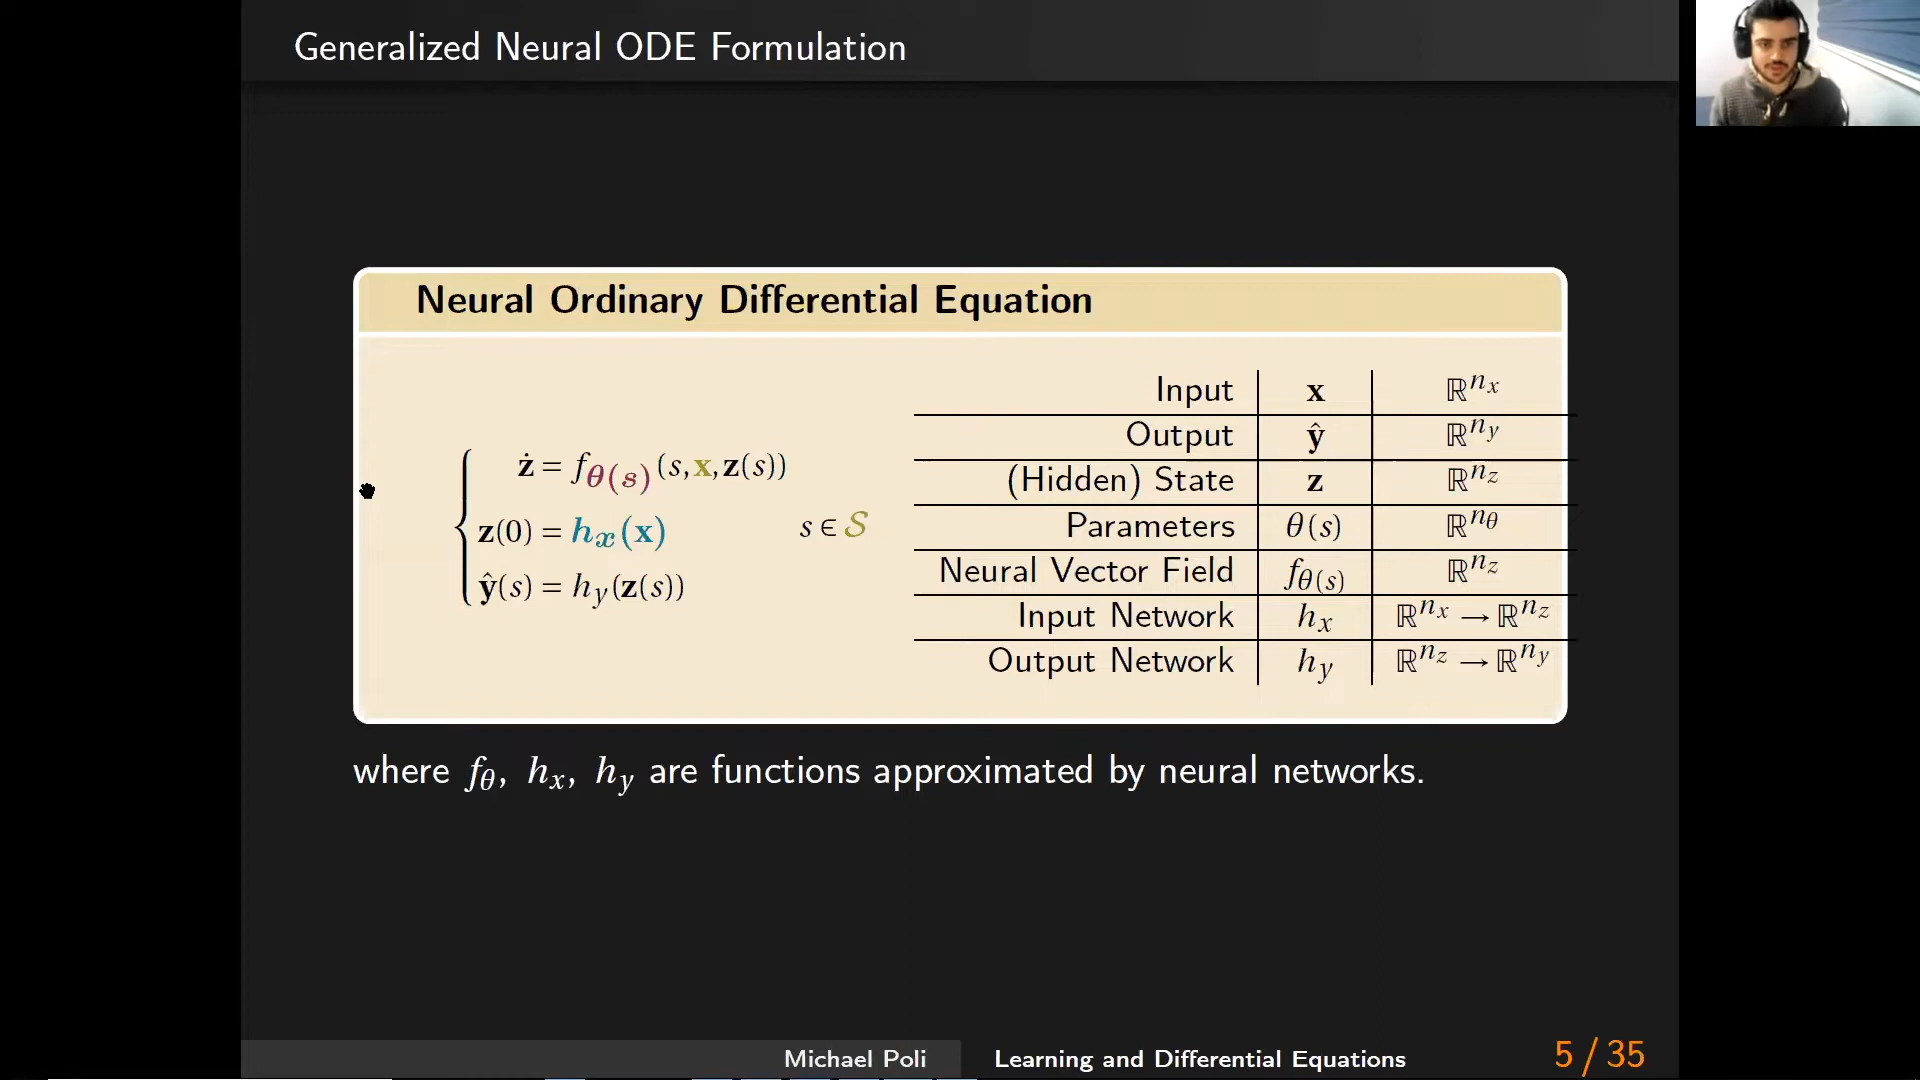 Generalized Neural ODE Formulation
Neural Ordinary Differential Equation
ż = f_θ(s)(s, x, z(s))
z(0) = h_x(x)
s ∈ 𝒮
ŷ(s) = h_y(z(s))
Input x ℝ^n_x
Output ŷ ℝ^n_y
(Hidden) State z ℝ^n_z
Parameters θ(s) ℝ^n_θ
Neural Vector Field f_θ(s) ℝ^n_z
Input Network h_x ℝ^n_x → ℝ^n_z
Output Network h_y ℝ^n_z → ℝ^n_y
where f_θ, h_x, h_y are functions approximated by neural networks.
Michael Poli Learning and Differential Equations 5 / 35